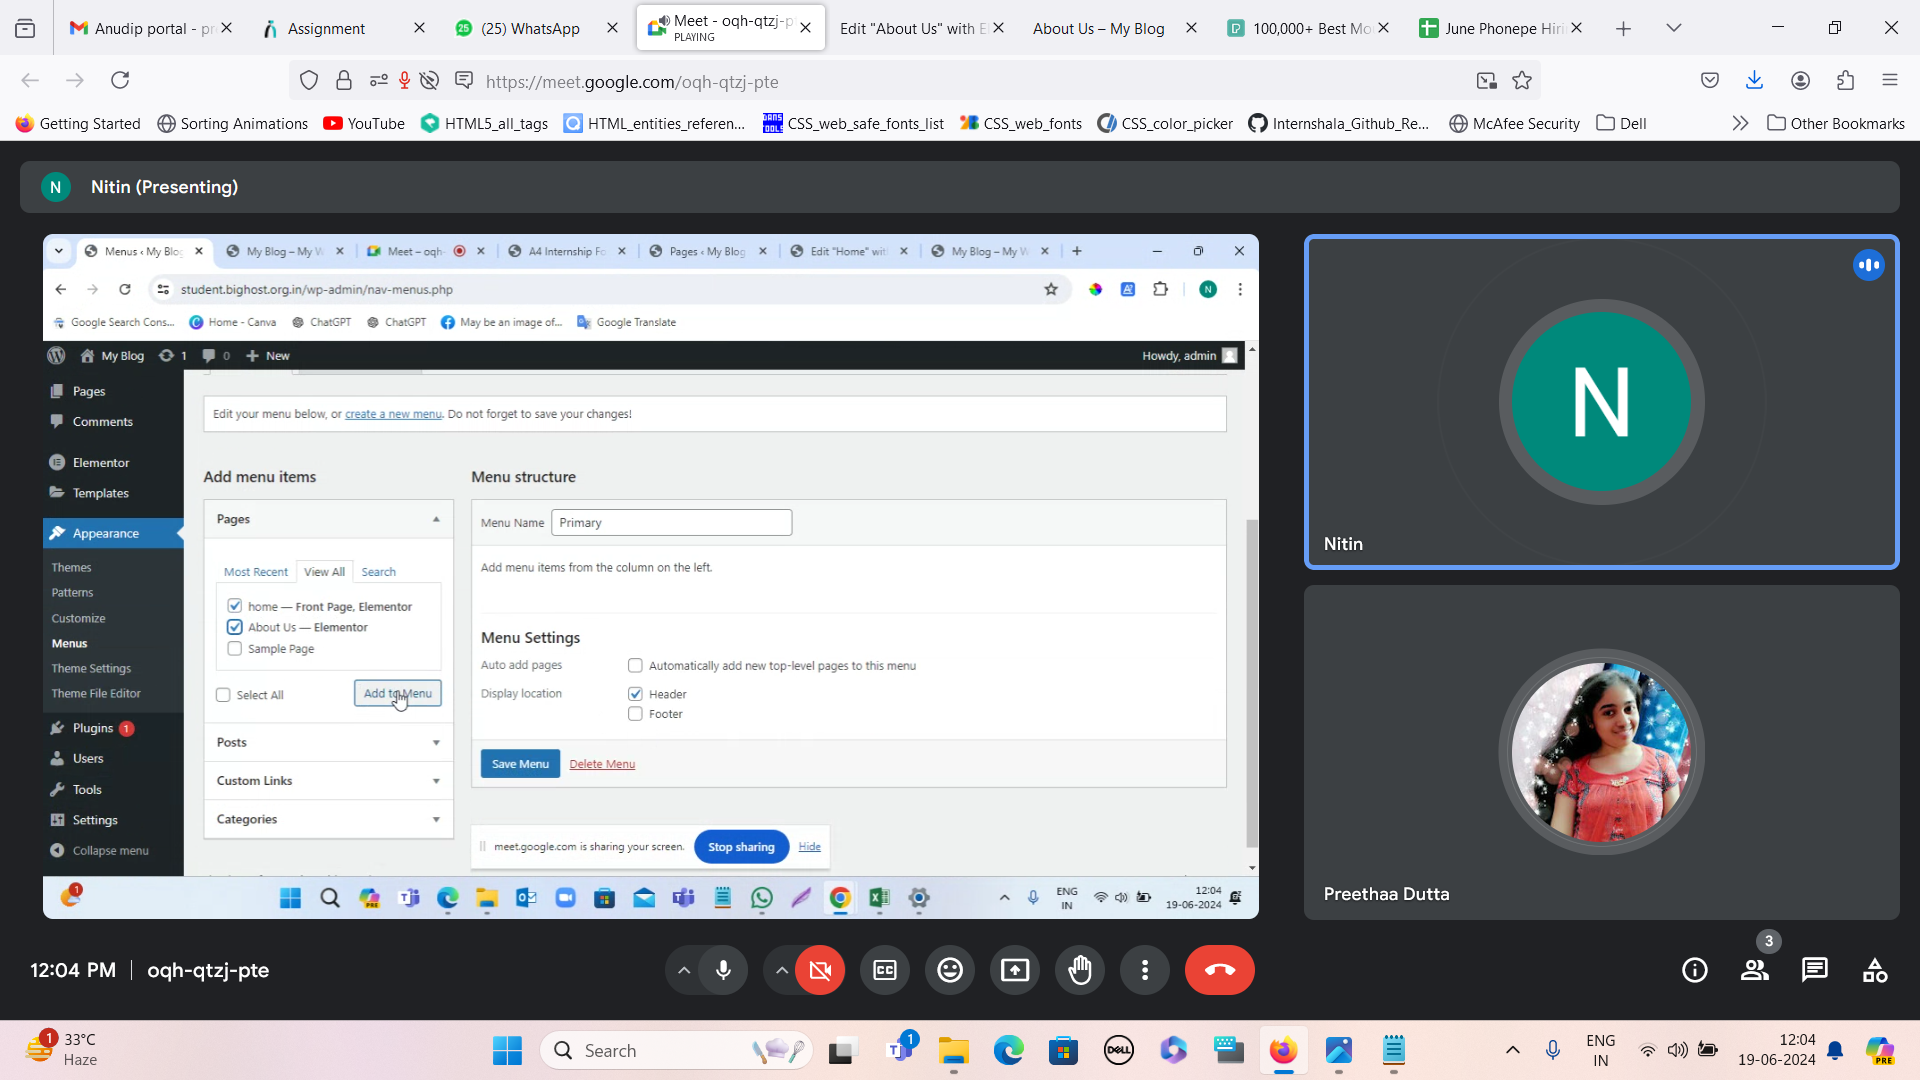 Anudip portal - pr
Assignment
(25) WhatsApp
Meet - oqh-qtzj-p
PLAYING
Edit "About Us" with E
About Us – My Blog
100,000+ Best Mo
June Phonepe Hiri
https://meet.google.com/oqh-qtzj-pte
Getting Started
Sorting Animations
YouTube
HTML5_all_tags
HTML_entities_referen...
CSS_web_safe_fonts_list
CSS_web_fonts
CSS_color_picker
Internshala_Github_Re...
McAfee Security
Dell
Other Bookmarks
N
Nitin (Presenting)
Menus ‹ My Blog
My Blog – My W
Meet – oqh-
A4 Internship Fo
Pages ‹ My Blog
Edit "Home" wit
My Blog – My W
student.bighost.org.in/wp-admin/nav-menus.php
N
Google Search Cons...
Home - Canva
ChatGPT
ChatGPT
May be an image of...
Google Translate
My Blog
1
0
New
Howdy, admin
Pages
Comments
Elementor
Templates
Appearance
Themes
Patterns
Customize
Menus
Theme Settings
Theme File Editor
Plugins 1
Users
Tools
Settings
Collapse menu
Edit your menu below, or create a new menu. Do not forget to save your changes!
Add menu items
Pages
Most Recent
View All
Search
home — Front Page, Elementor
About Us — Elementor
Sample Page
Select All
Add to Menu
Posts
Custom Links
Categories
Menu structure
Menu Name
Primary
Add menu items from the column on the left.
Menu Settings
Auto add pages
Automatically add new top-level pages to this menu
Display location
Header
Footer
Save Menu
Delete Menu
meet.google.com is sharing your screen.
Stop sharing
Hide
1
ENG
IN
12:04
19-06-2024
N
Nitin
Preethaa Dutta
12:04 PM
oqh-qtzj-pte
3
1
33°C
Haze
Search
1
DELL
ENG
IN
12:04
19-06-2024
PRE